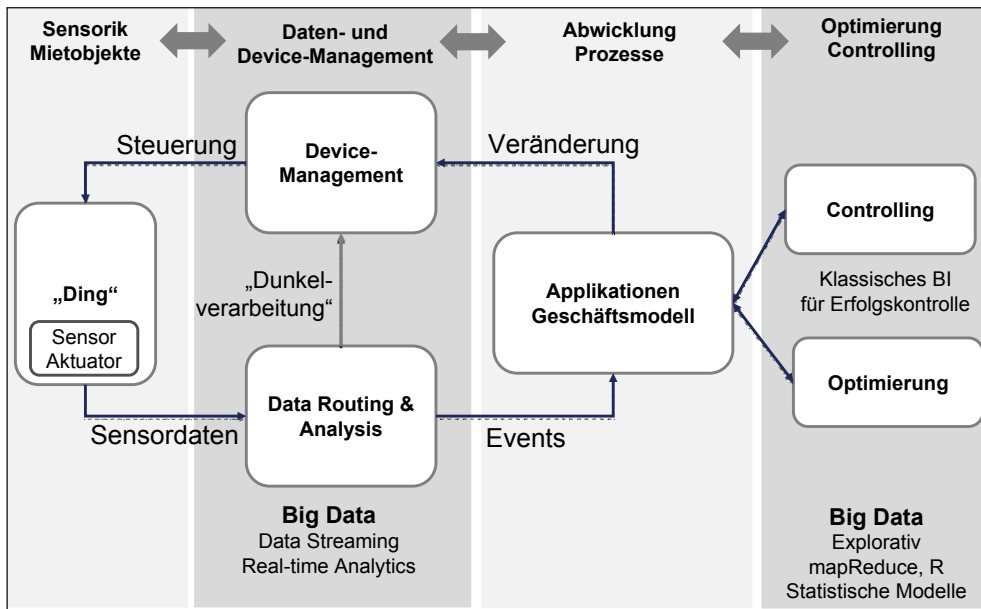 Sensorik
Mietobjekte
Daten- und
Device-Management
Abwicklung
Prozesse
Optimierung
Controlling
Steuerung
Device-
Management
Veränderung
„Ding“
Sensor
Aktuator
„Dunkel-
verarbeitung“
Applikationen
Geschäftsmodell
Controlling
Klassisches BI
für Erfolgskontrolle
Optimierung
Sensordaten
Data Routing &
Analysis
Events
Big Data
Data Streaming
Real-time Analytics
Big Data
Explorativ
mapReduce, R
Statistische Modelle